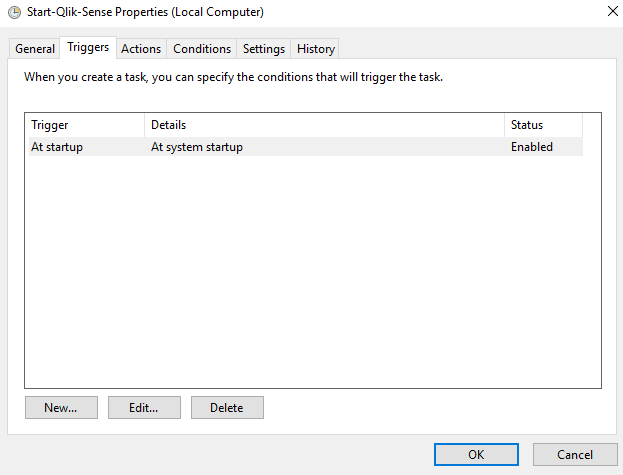 Start-Qlik-Sense Properties (Local Computer)
General Triggers Actions Conditions Settings History
When you create a task, you can specify the conditions that will trigger the task.
Trigger Details Status
At startup At system startup Enabled
New... Edit... Delete
OK Cancel